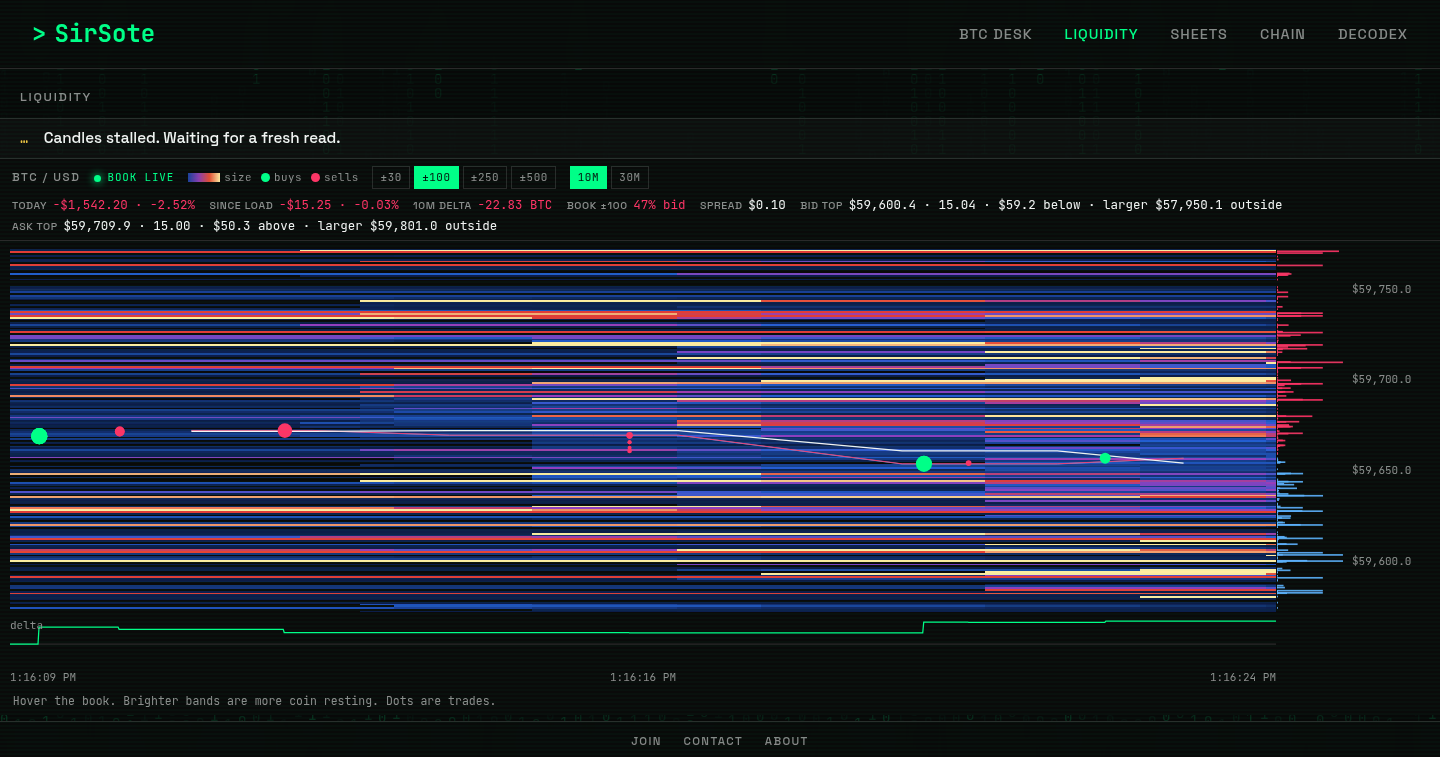 > SirSote
BTC DESK LIQUIDITY SHEETS CHAIN DECODEX
LIQUIDITY
… Candles stalled. Waiting for a fresh read.
BTC / USD BOOK LIVE size buys sells ±30 ±100 ±250 ±500 10M 30M
TODAY -$1,542.20 · -2.52% SINCE LOAD -$15.25 · -0.03% 10M DELTA -22.83 BTC BOOK ±100 47% bid SPREAD $0.10 BID TOP $59,600.4 · 15.04 · $59.2 below · larger $57,950.1 outside
ASK TOP $59,709.9 · 15.00 · $50.3 above · larger $59,801.0 outside
$59,750.0
$59,700.0
$59,650.0
$59,600.0
delta
1:16:09 PM 1:16:16 PM 1:16:24 PM
Hover the book. Brighter bands are more coin resting. Dots are trades.
JOIN CONTACT ABOUT